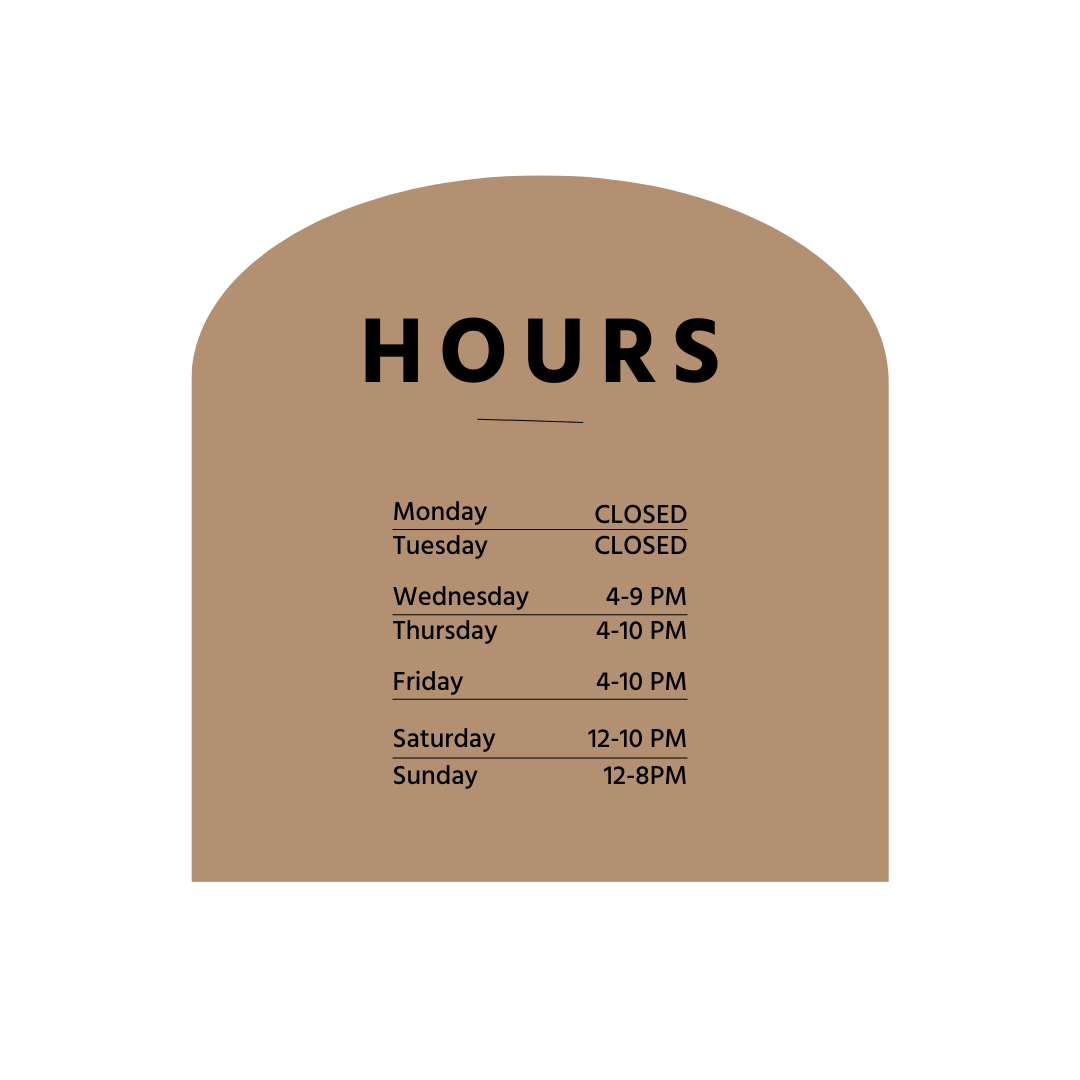 HOURS
Monday CLOSED
Tuesday CLOSED
Wednesday 4-9 PM
Thursday 4-10 PM
Friday 4-10 PM
Saturday 12-10 PM
Sunday 12-8PM